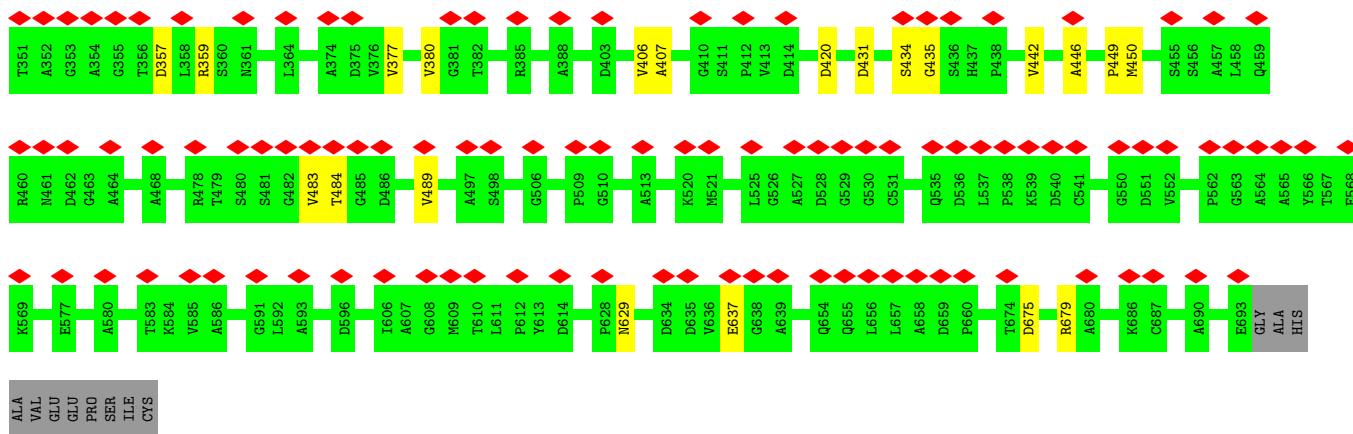 T351 A352 G353 A354 G355 T356 D357 L358 R359 S360 N361 L364 A374 D375 V376 V377 V380 G381 T382 R385 A388 D403 V406 A407 G410 S411 P412 V413 D414 D420 D431 S434 G435 S436 H437 P438 V442 A446 P449 M450 S455 S456 A457 L458 Q459
R460 N461 D462 G463 A464 A468 R478 T479 S480 S481 G482 V483 T484 G485 D486 V489 A497 S498 G506 P509 G510 A513 K520 M521 L525 G526 A527 D528 G529 G530 C531 Q535 D536 L537 P538 K539 D540 C541 G550 D551 V552 P562 G563 A564 A565 Y566 T567 E568
K569 E577 A580 T583 K584 V585 A586 G591 L592 A593 D596 I606 A607 G608 M609 T610 L611 P612 Y613 D614 P628 N629 D634 D635 V636 E637 G638 A639 Q654 Q655 L656 L657 A658 D659 P660 T674 D675 R679 A680 K686 C687 A690 E693 GLY ALA HIS
ALA VAL GLU GLU PRO SER ILE CYS